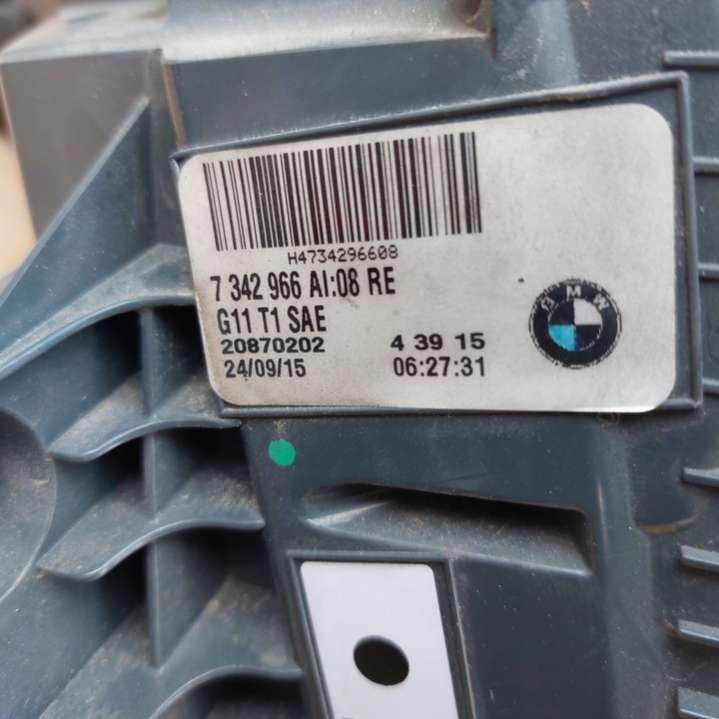 H4734296608
7 342 966 AI:08 RE
G11 T1 SAE
20870202 4 39 15
24/09/15 06:27:31
BMW